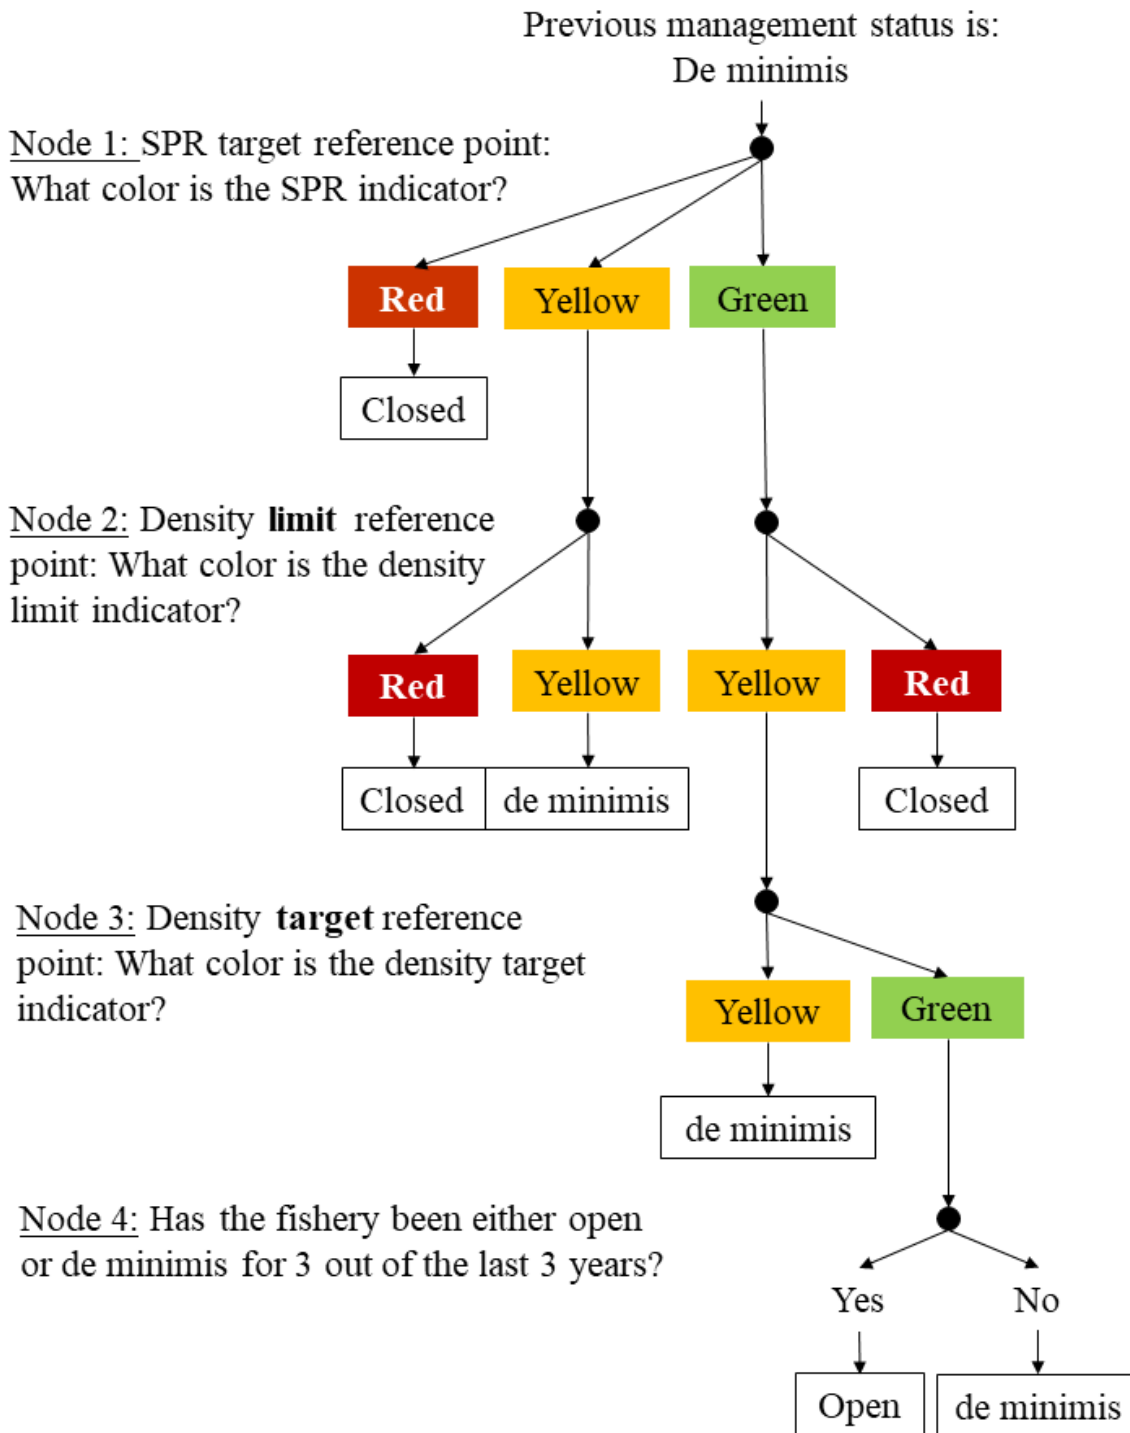 Previous management status is:
De minimis
Node 1: SPR target reference point:
What color is the SPR indicator?
Red
Yellow
Green
Closed
Node 2: Density limit reference
point: What color is the density
limit indicator?
Red
Yellow
Yellow
Red
Closed
de minimis
Closed
Node 3: Density target reference
point: What color is the density target
indicator?
Yellow
Green
de minimis
Node 4: Has the fishery been either open
or de minimis for 3 out of the last 3 years?
Yes
No
Open
de minimis